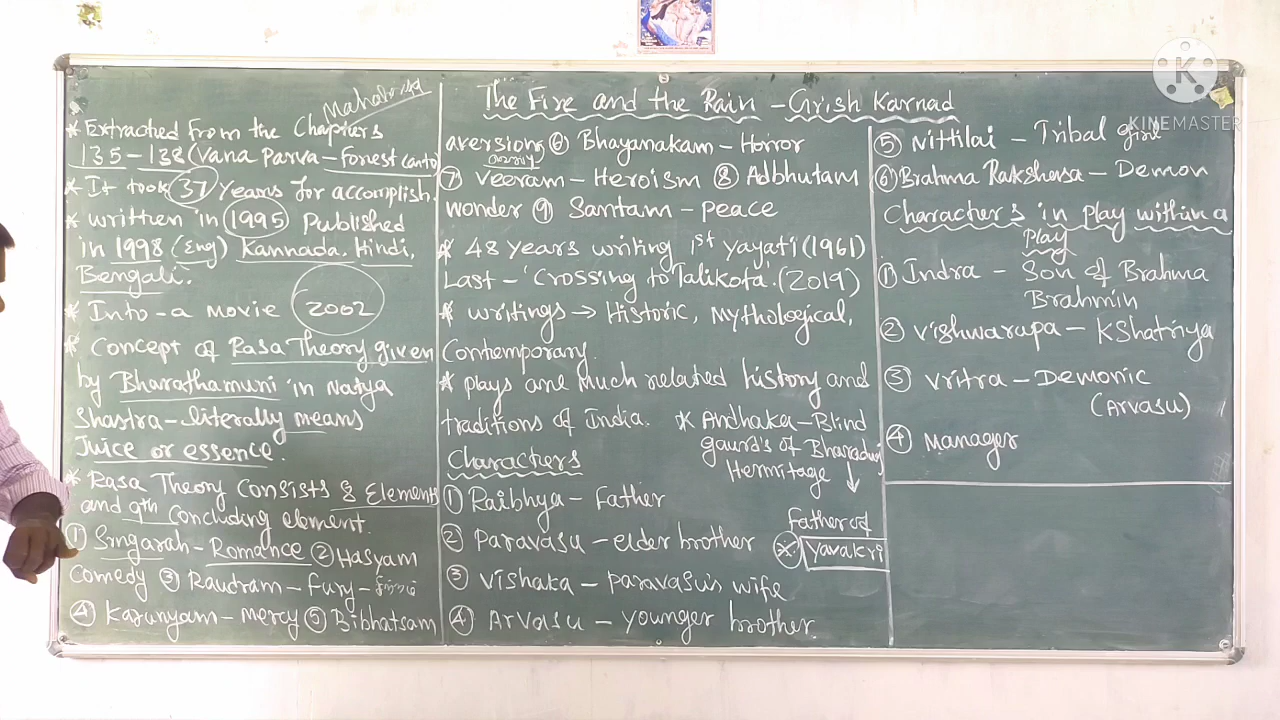 The Fire and the Rain - Grish Karnad
Mahabrad
* Extracted from the Chapters
135-138 (vana parva - Forest canto)
* It took 37 years for accomplish.
* written in 1995 published
in 1998 (Eng) Kannada, Hindi,
Bengali.
* Into - a movie 2002
* Concept of Rasa Theory given
by Bharathamuni in Natya
Shastra - literally means
Juice or essence.
* Rasa Theory Consists 8 Elements
and 9th Concluding element.
① Singarah - Romance ② Hasyam
Comedy ③ Raudram - Fury -
④ Karunyam - mercy ⑤ Bibhatsam
aversion ⑥ Bhayanakam - Horror
⑦ Veeram - Heroism ⑧ Adbhutam
wonder ⑨ Santam - peace
* 48 years writing 1st yayati (1961)
Last - 'Crossing to Talikota'. (2019)
* writings → Historic, Mythological,
Contemporary.
* plays are much related history and
traditions of India.
* Andhaka - Blind
gaurd's of Bharadwaj
Hermitage ↓
Father of
* Yavakri
Characters
① Raibhya - Father
② Paravasu - elder brother
③ Vishaka - paravasu's wife
④ Arvasu - younger brother
⑤ Nittilai - Tribal girl
⑥ Brahma Rakshersa - Demon
Characters in play within a
Play
① Indra - Son of Brahma
Brahmin
② Vishwarupa - Kshatriya
③ Vritra - Demonic
(Arvasu)
④ Manager
K
KINEMASTER